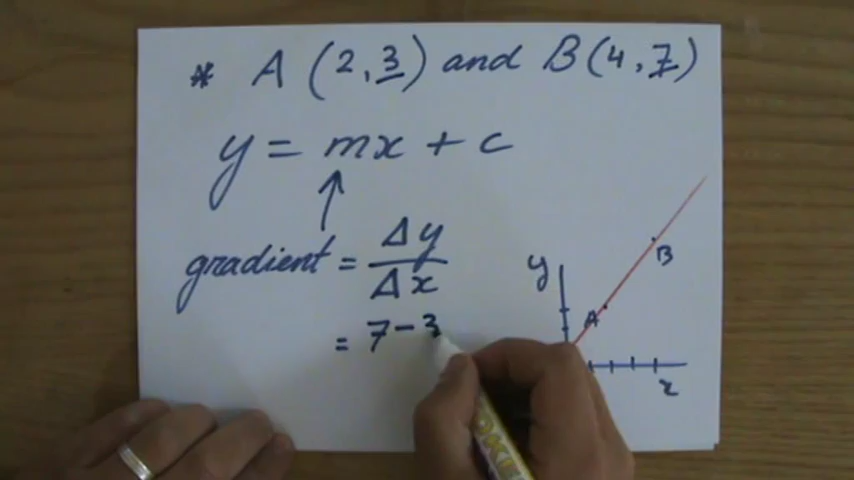 * A (2, 3) and B (4, 7)
y = mx + c
gradient = Δy
Δx
= 7 - 3
y
B
A
x